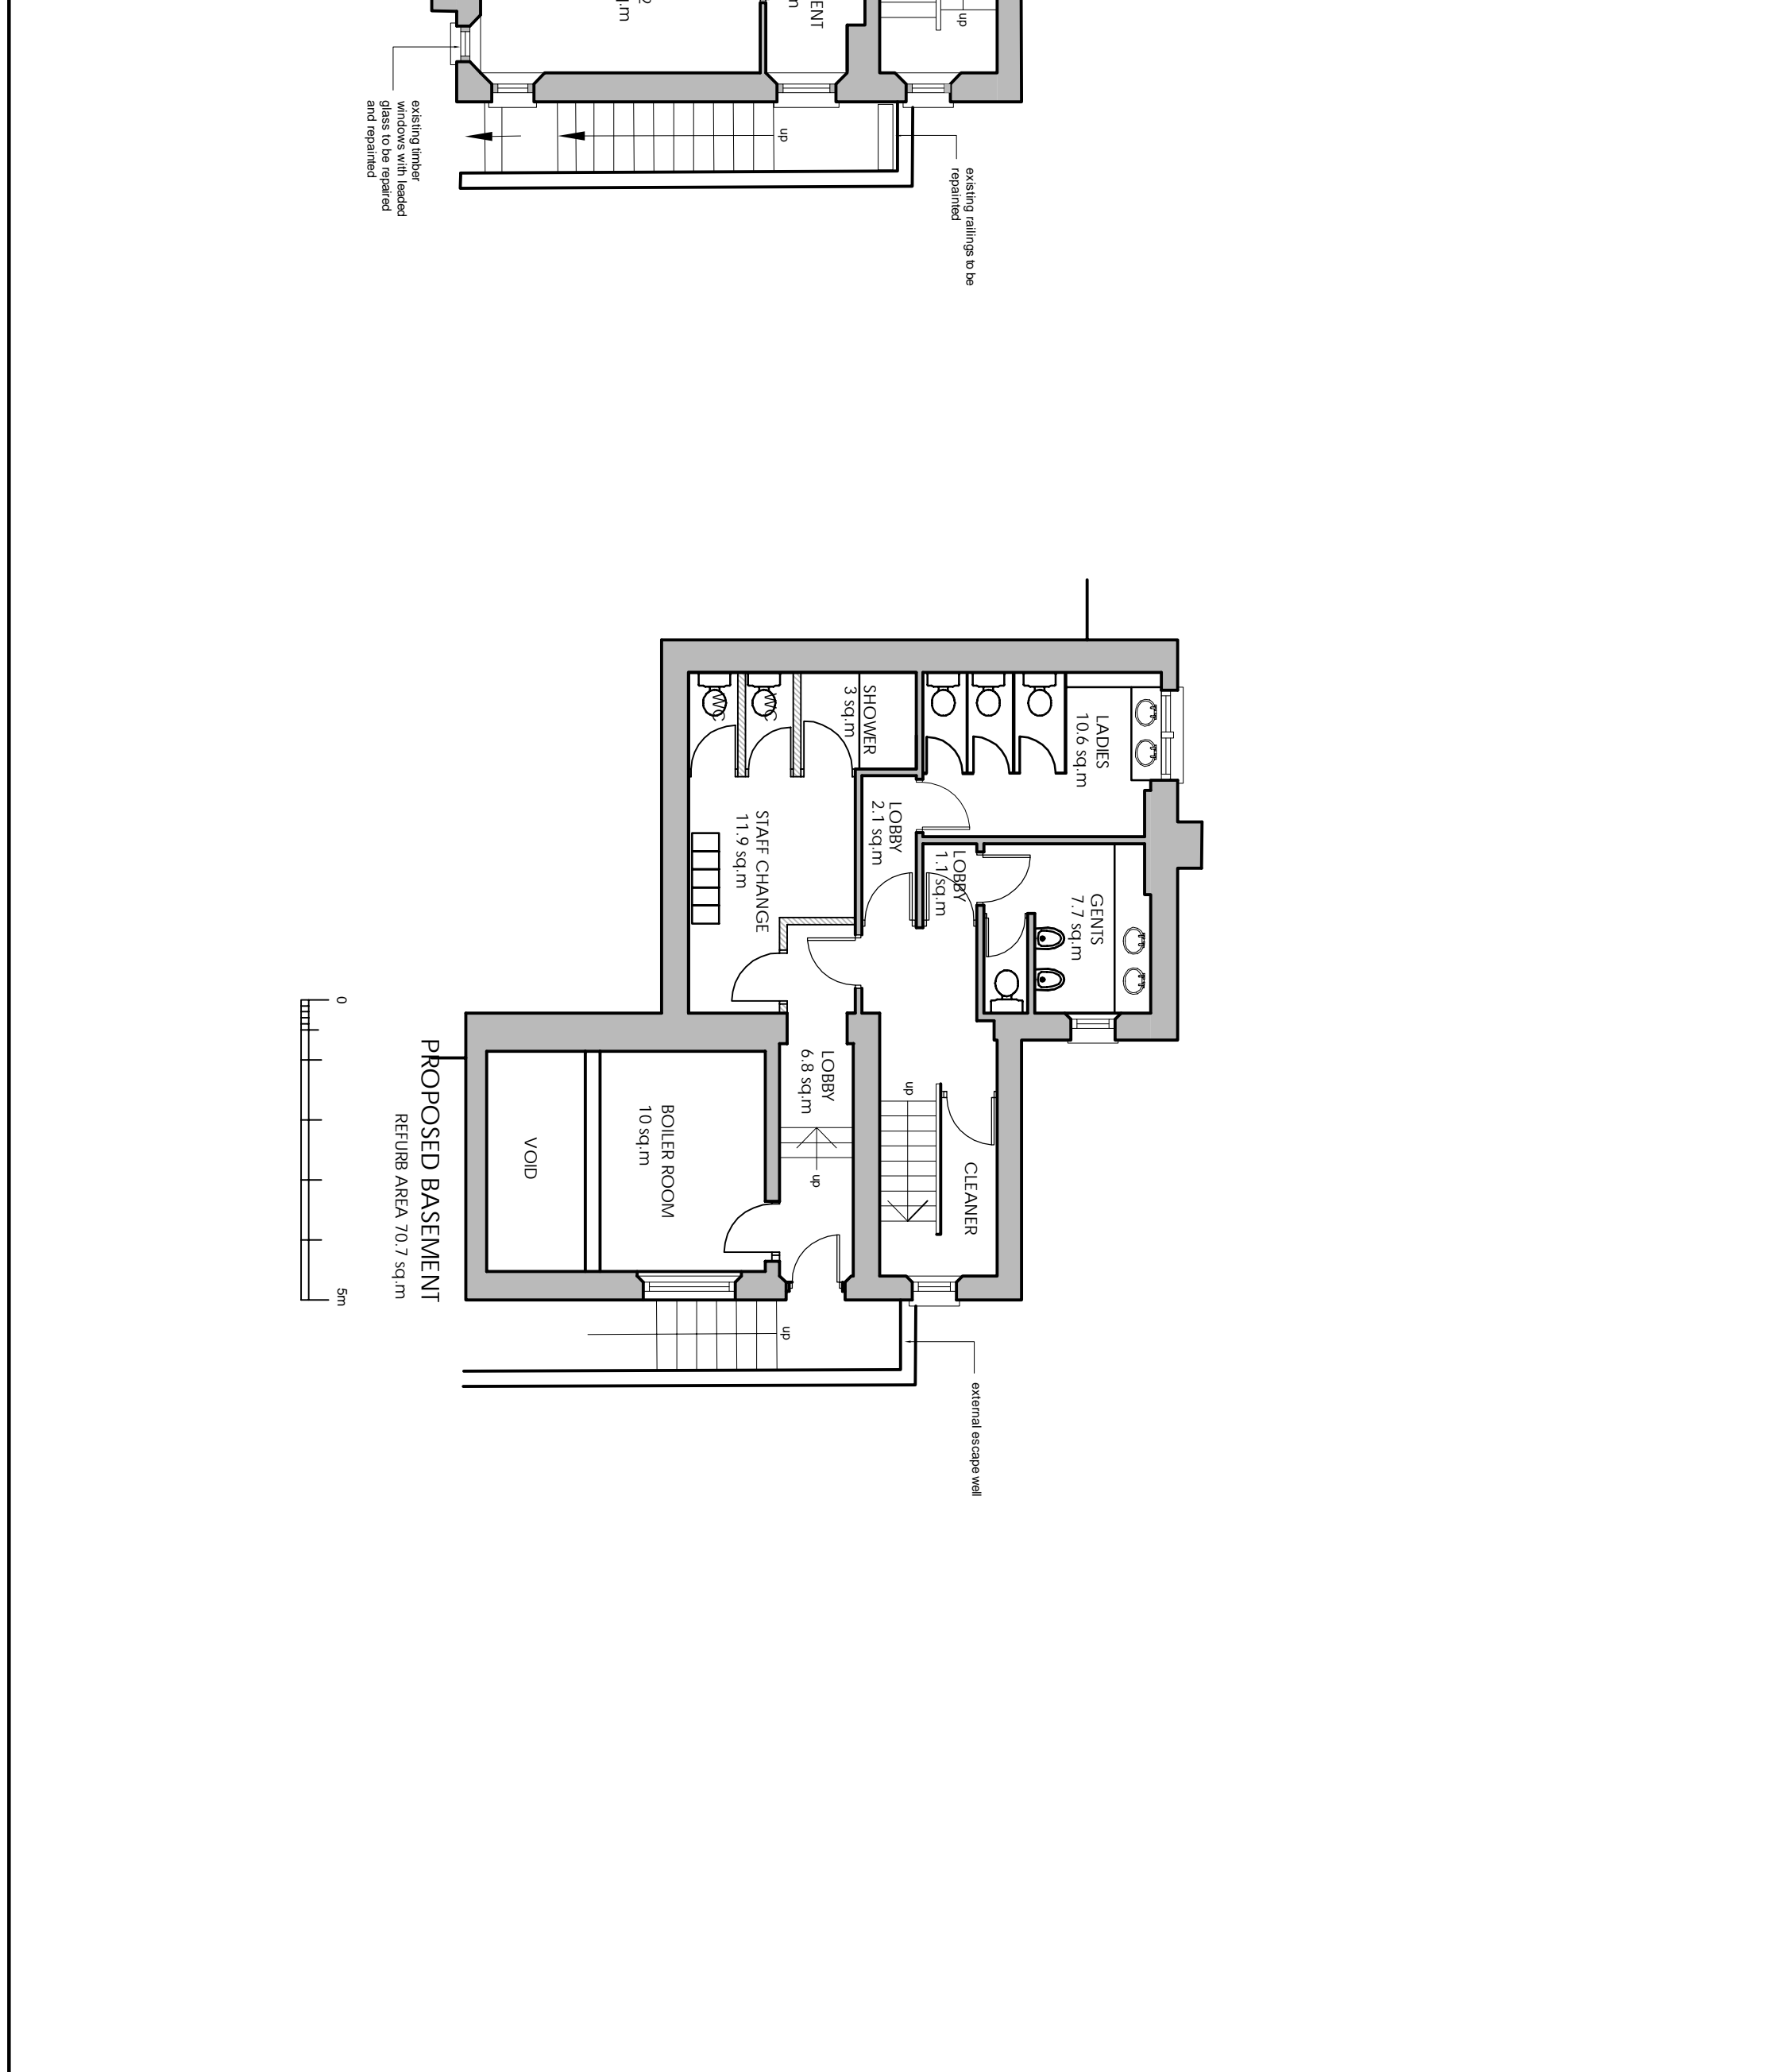 up
up
existing timber
windows with leaded
glass to be repaired
and repainted
existing railings to be
repainted
LADIES
10.6 sq.m
SHOWER
3 sq.m
WC
WC
LOBBY
2.1 sq.m
LOBBY
1.1 sq.m
GENTS
7.7 sq.m
STAFF CHANGE
11.9 sq.m
LOBBY
6.8 sq.m
up
up
CLEANER
BOILER ROOM
10 sq.m
VOID
up
external escape well
PROPOSED BASEMENT
REFURB AREA 70.7 sq.m
0
5m